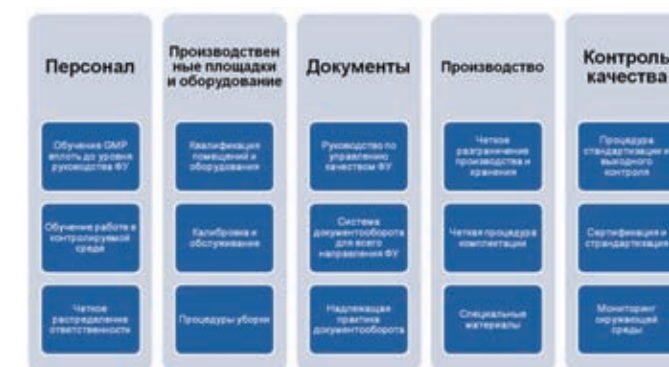 Персонал
Обучение GMP
вплоть до уровня
руководства ФУ
Обучение работе в
контролируемой
среде
Четкое
распределение
ответственности
Производствен
ные площадки
и оборудование
Квалификация
помещений и
оборудования
Калибровка и
обслуживание
Процедуры уборки
Документы
Руководство по
управлению
качеством ФУ
Система
документооборота
для всего
направления ФУ
Надлежащая
практика
документооборота
Производство
Четкое
разграничение
производства и
хранения
Четкая процедура
комплектации
Специальные
материалы
Контроль
качества
Процедура
стандартизации и
выходного
контроля
Сертификация и
страндартизация
Мониторинг
окружающей
среды